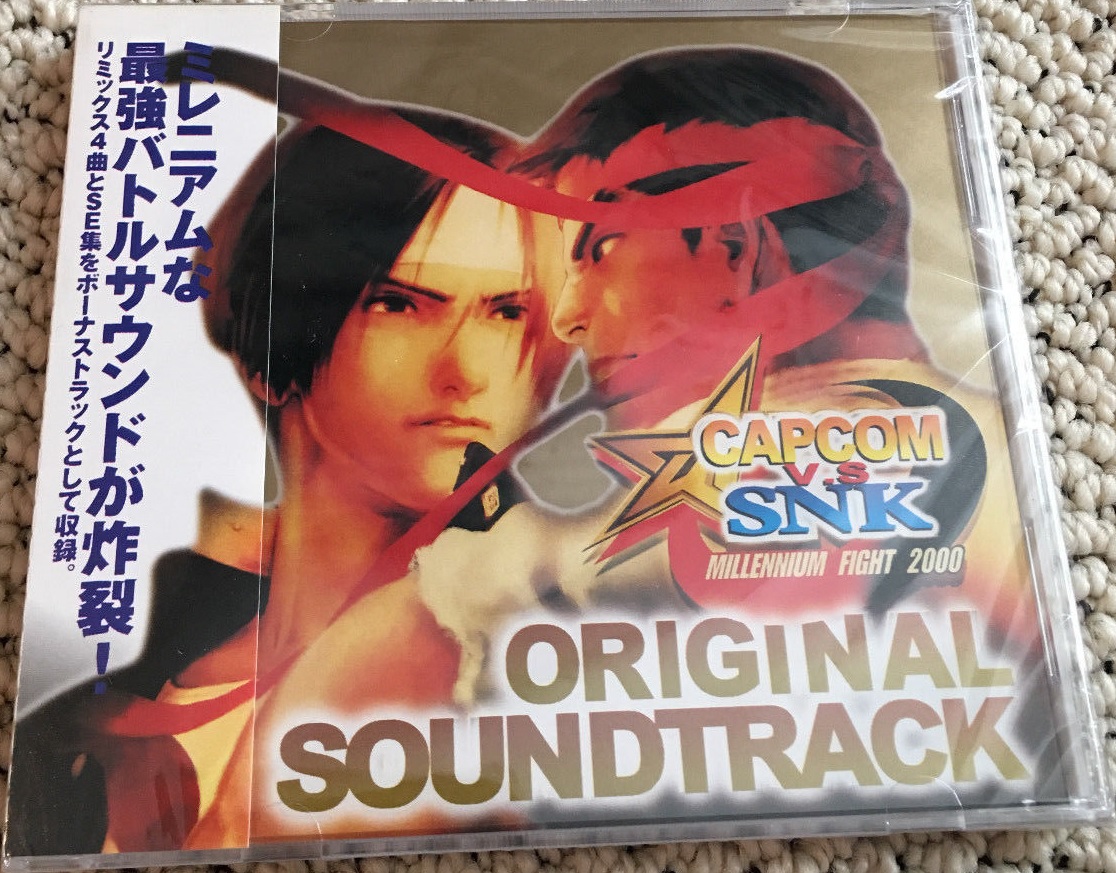 ミレニアムな
最強バトルサウンドが炸裂!
リミックス4曲とSE集をボーナストラックとして収録。
CAPCOM
V.S
SNK
MILLENNIUM FIGHT 2000
ORIGINAL
SOUNDTRACK